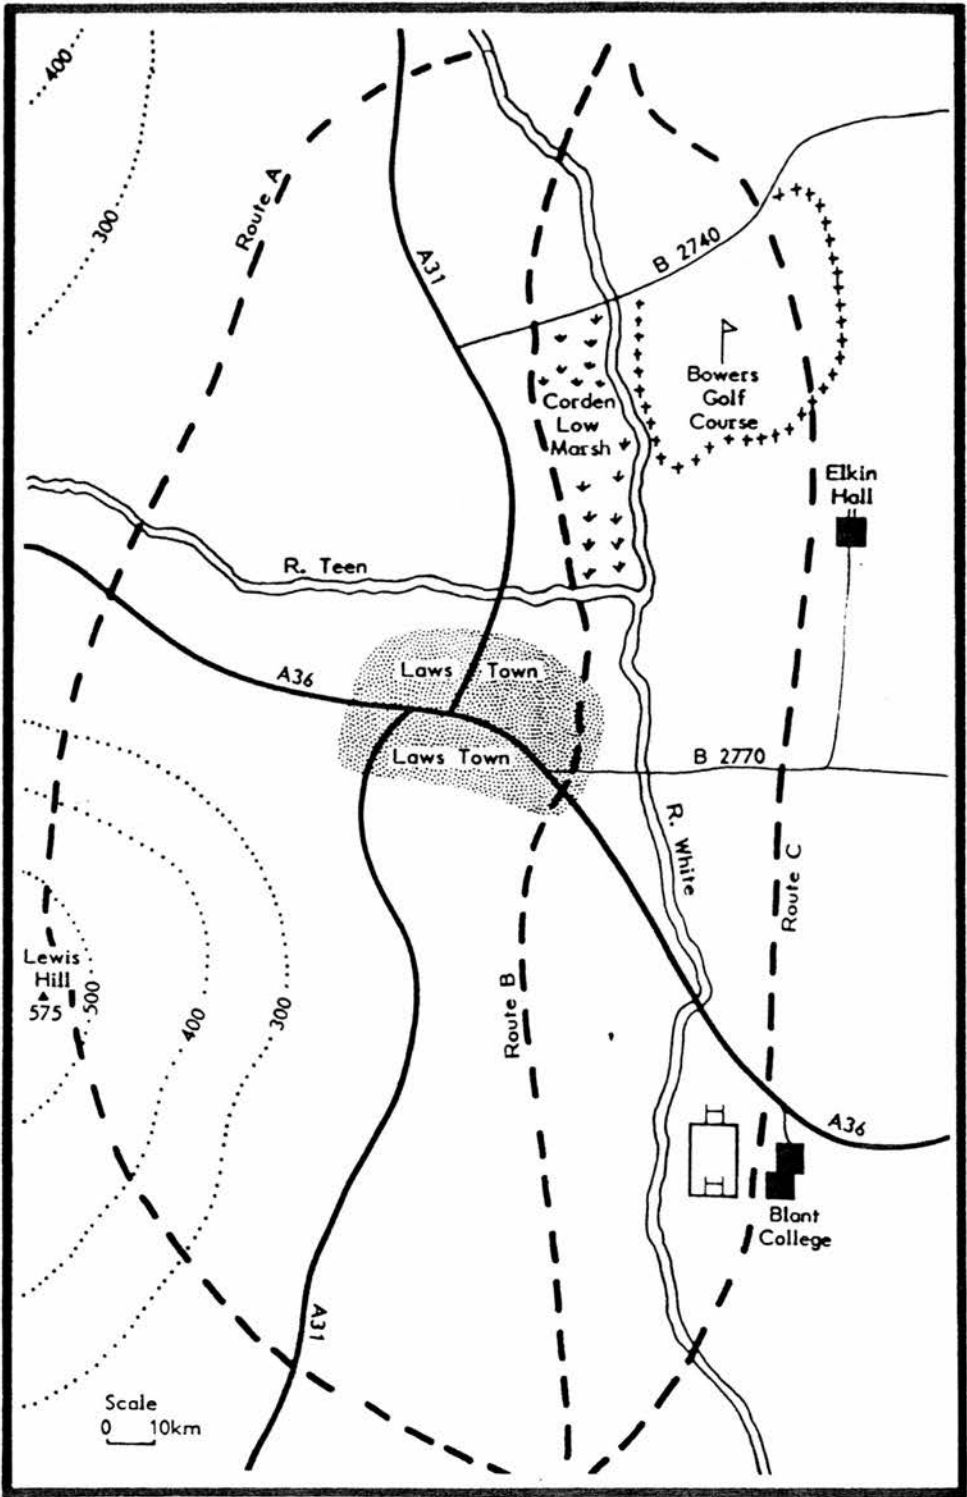 400
300
Route A
A31
B 2740
Bowers
Golf
Course
Corden
Low
Marsh
Elkin
Hall
R. Teen
A36
Laws Town
Laws Town
B 2770
R. White
Route C
Lewis
Hill
575
500
400
300
Route B
A36
Blant
College
A31
Scale
0 10km